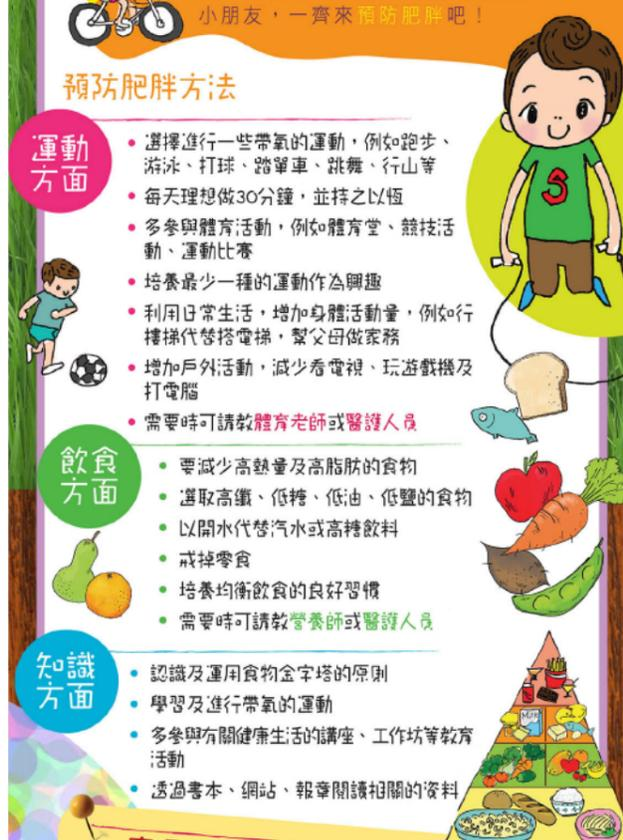 小朋友，一齊來預防肥胖吧！
預防肥胖方法
運動
方面
選擇進行一些帶氧的運動，例如跑步、
游泳、打球、踏單車、跳舞、行山等
每天理想做30分鐘，並持之以恆
多參與體育活動，例如體育堂、競技活
動、運動比賽
培養最少一種的運動作為興趣
利用日常生活，增加身體活動量，例如行
樓梯代替搭電梯，幫父母做家務
增加戶外活動，減少看電視、玩遊戲機及
打電腦
需要時可請教體育老師或醫護人員
飲食
方面
要減少高熱量及高脂肪的食物
選取高纖、低糖、低油、低鹽的食物
以開水代替汽水或高糖飲料
戒掉零食
培養均衡飲食的良好習慣
需要時可請教營養師或醫護人員
知識
方面
認識及運用食物金字塔的原則
學習及進行帶氧的運動
多參與有關健康生活的講座、工作坊等教育
活動
透過書本、網站、報章閱讀相關的資料